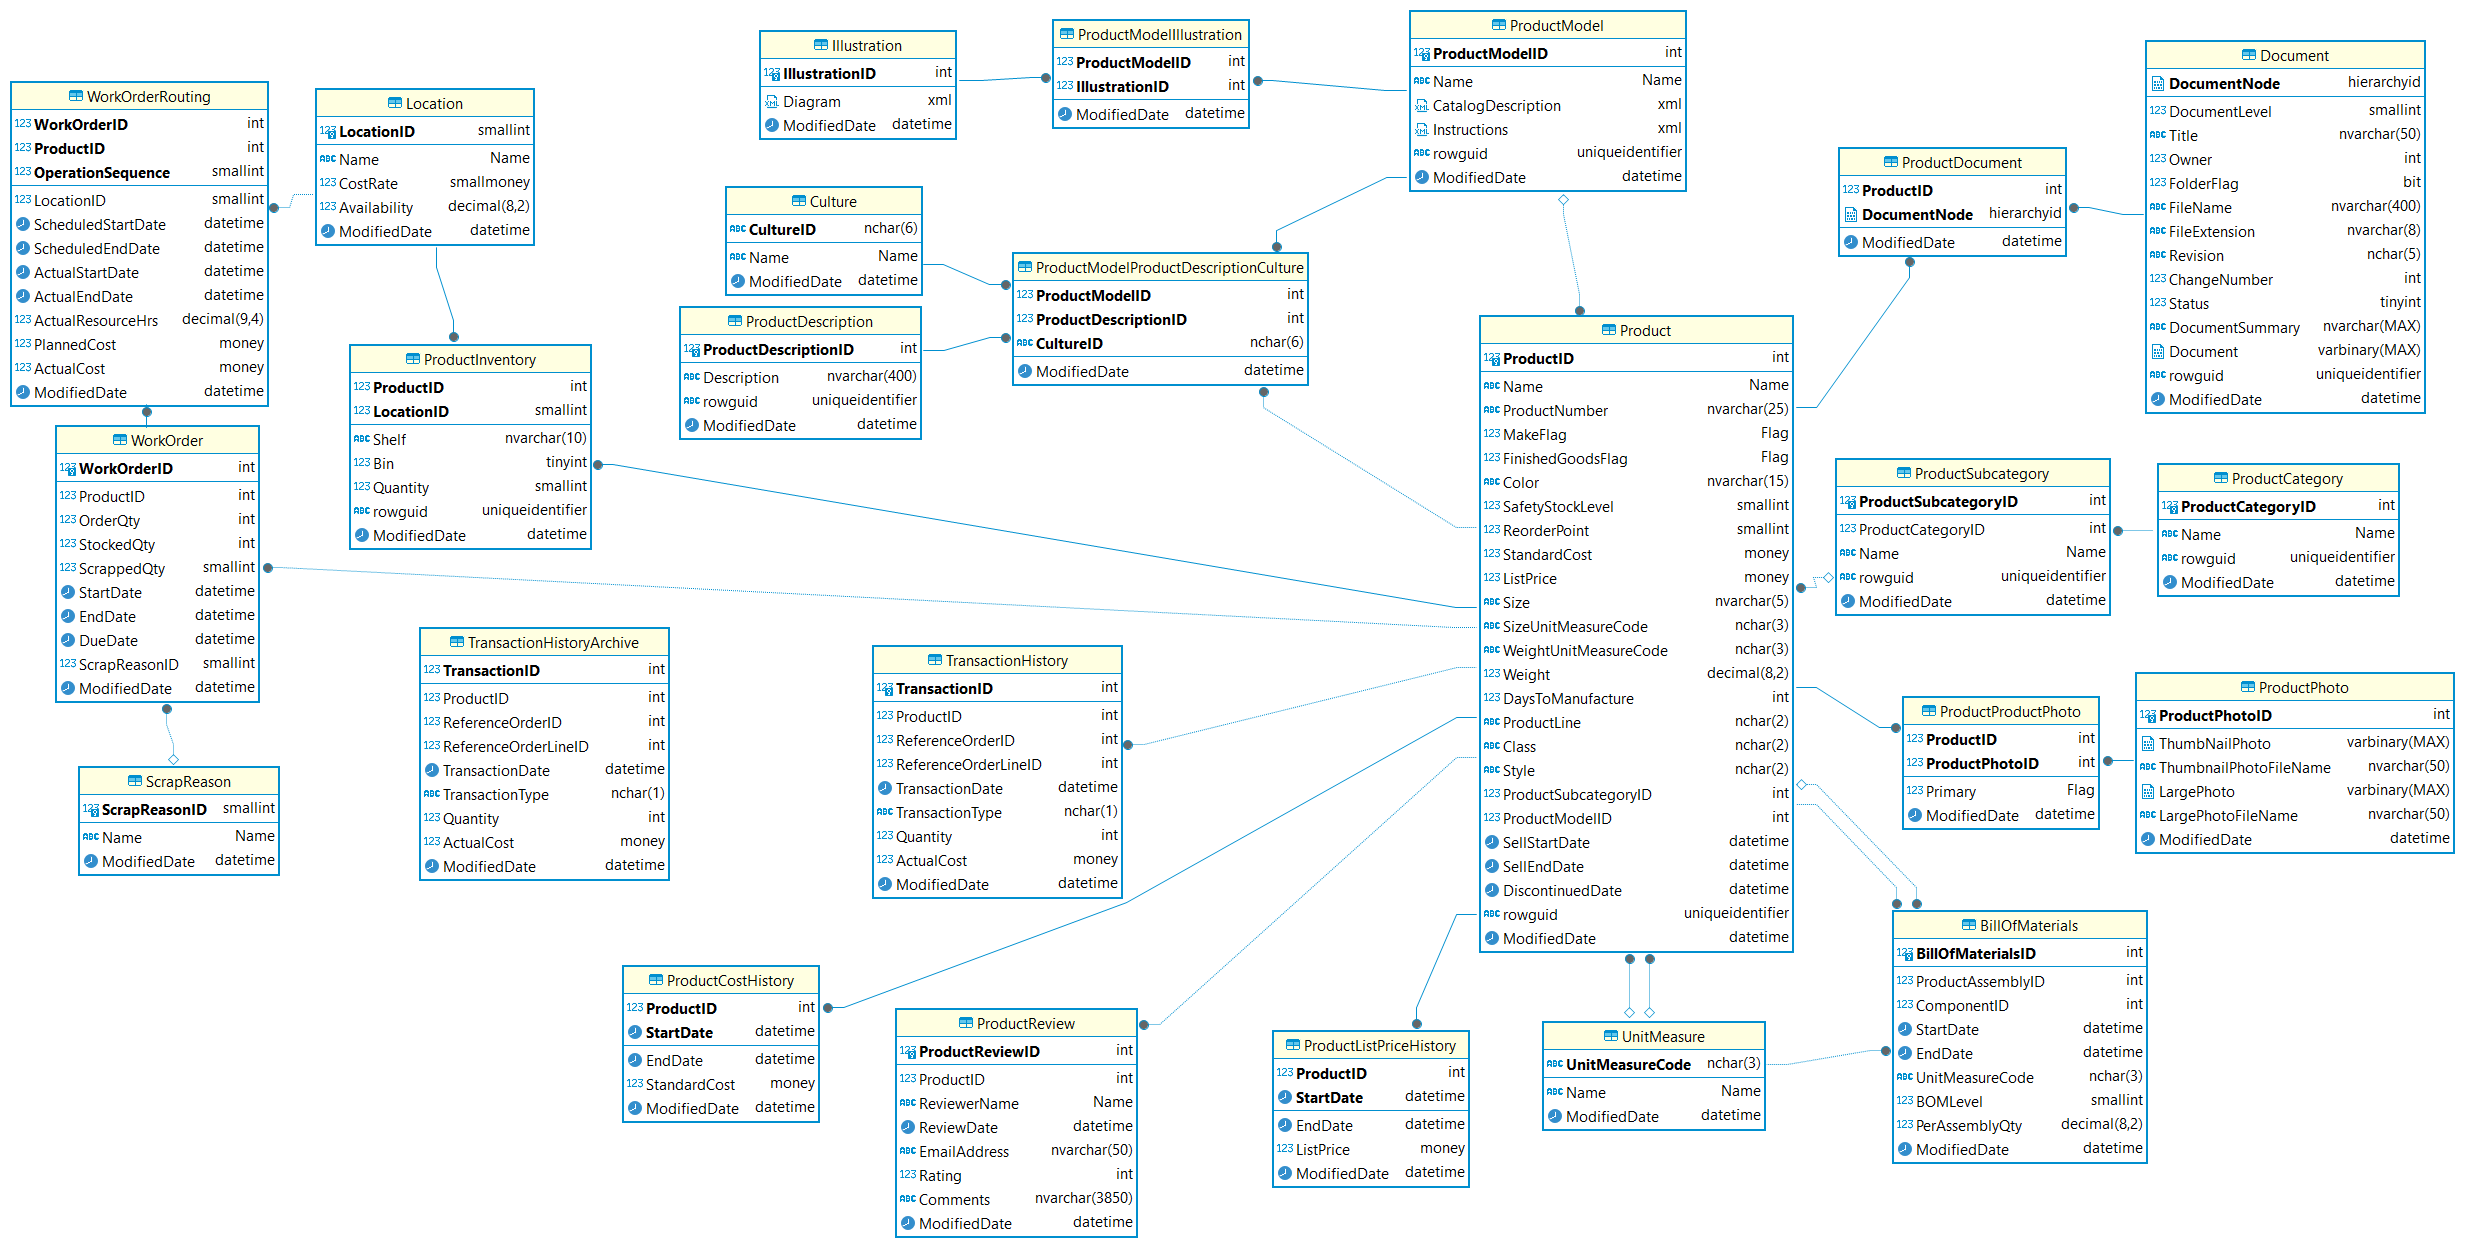 WorkOrderRouting
WorkOrderID int
ProductID int
OperationSequence smallint
LocationID smallint
ScheduledStartDate datetime
ScheduledEndDate datetime
ActualStartDate datetime
ActualEndDate datetime
ActualResourceHrs decimal(9,4)
PlannedCost money
ActualCost money
ModifiedDate datetime
Location
LocationID smallint
Name Name
CostRate smallmoney
Availability decimal(8,2)
ModifiedDate datetime
Illustration
IllustrationID int
Diagram xml
ModifiedDate datetime
ProductModelIllustration
ProductModelID int
IllustrationID int
ModifiedDate datetime
ProductModel
ProductModelID int
Name Name
CatalogDescription xml
Instructions xml
rowguid uniqueidentifier
ModifiedDate datetime
Document
DocumentNode hierarchyid
DocumentLevel smallint
Title nvarchar(50)
Owner int
FolderFlag bit
FileName nvarchar(400)
FileExtension nvarchar(8)
Revision nchar(5)
ChangeNumber int
Status tinyint
DocumentSummary nvarchar(MAX)
Document varbinary(MAX)
rowguid uniqueidentifier
ModifiedDate datetime
ProductDocument
ProductID int
DocumentNode hierarchyid
ModifiedDate datetime
Culture
CultureID nchar(6)
Name Name
ModifiedDate datetime
ProductModelProductDescriptionCulture
ProductModelID int
ProductDescriptionID int
CultureID nchar(6)
ModifiedDate datetime
ProductDescription
ProductDescriptionID int
Description nvarchar(400)
rowguid uniqueidentifier
ModifiedDate datetime
ProductInventory
ProductID int
LocationID smallint
Shelf nvarchar(10)
Bin tinyint
Quantity smallint
rowguid uniqueidentifier
ModifiedDate datetime
Product
ProductID int
Name Name
ProductNumber nvarchar(25)
MakeFlag Flag
FinishedGoodsFlag Flag
Color nvarchar(15)
SafetyStockLevel smallint
ReorderPoint smallint
StandardCost money
ListPrice money
Size nvarchar(5)
SizeUnitMeasureCode nchar(3)
WeightUnitMeasureCode nchar(3)
Weight decimal(8,2)
DaysToManufacture int
ProductLine nchar(2)
Class nchar(2)
Style nchar(2)
ProductSubcategoryID int
ProductModelID int
SellStartDate datetime
SellEndDate datetime
DiscontinuedDate datetime
rowguid uniqueidentifier
ModifiedDate datetime
WorkOrder
WorkOrderID int
ProductID int
OrderQty int
StockedQty int
ScrappedQty smallint
StartDate datetime
EndDate datetime
DueDate datetime
ScrapReasonID smallint
ModifiedDate datetime
ProductSubcategory
ProductSubcategoryID int
ProductCategoryID int
Name Name
rowguid uniqueidentifier
ModifiedDate datetime
ProductCategory
ProductCategoryID int
Name Name
rowguid uniqueidentifier
ModifiedDate datetime
TransactionHistoryArchive
TransactionID int
ProductID int
ReferenceOrderID int
ReferenceOrderLineID int
TransactionDate datetime
TransactionType nchar(1)
Quantity int
ActualCost money
ModifiedDate datetime
TransactionHistory
TransactionID int
ProductID int
ReferenceOrderID int
ReferenceOrderLineID int
TransactionDate datetime
TransactionType nchar(1)
Quantity int
ActualCost money
ModifiedDate datetime
ProductProductPhoto
ProductID int
ProductPhotoID int
Primary Flag
ModifiedDate datetime
ProductPhoto
ProductPhotoID int
ThumbNailPhoto varbinary(MAX)
ThumbnailPhotoFileName nvarchar(50)
LargePhoto varbinary(MAX)
LargePhotoFileName nvarchar(50)
ModifiedDate datetime
ScrapReason
ScrapReasonID smallint
Name Name
ModifiedDate datetime
ProductCostHistory
ProductID int
StartDate datetime
EndDate datetime
StandardCost money
ModifiedDate datetime
ProductReview
ProductReviewID int
ProductID int
ReviewerName Name
ReviewDate datetime
EmailAddress nvarchar(50)
Rating int
Comments nvarchar(3850)
ModifiedDate datetime
ProductListPriceHistory
ProductID int
StartDate datetime
EndDate datetime
ListPrice money
ModifiedDate datetime
UnitMeasure
UnitMeasureCode nchar(3)
Name Name
ModifiedDate datetime
BillOfMaterials
BillOfMaterialsID int
ProductAssemblyID int
ComponentID int
StartDate datetime
EndDate datetime
UnitMeasureCode nchar(3)
BOMLevel smallint
PerAssemblyQty decimal(8,2)
ModifiedDate datetime